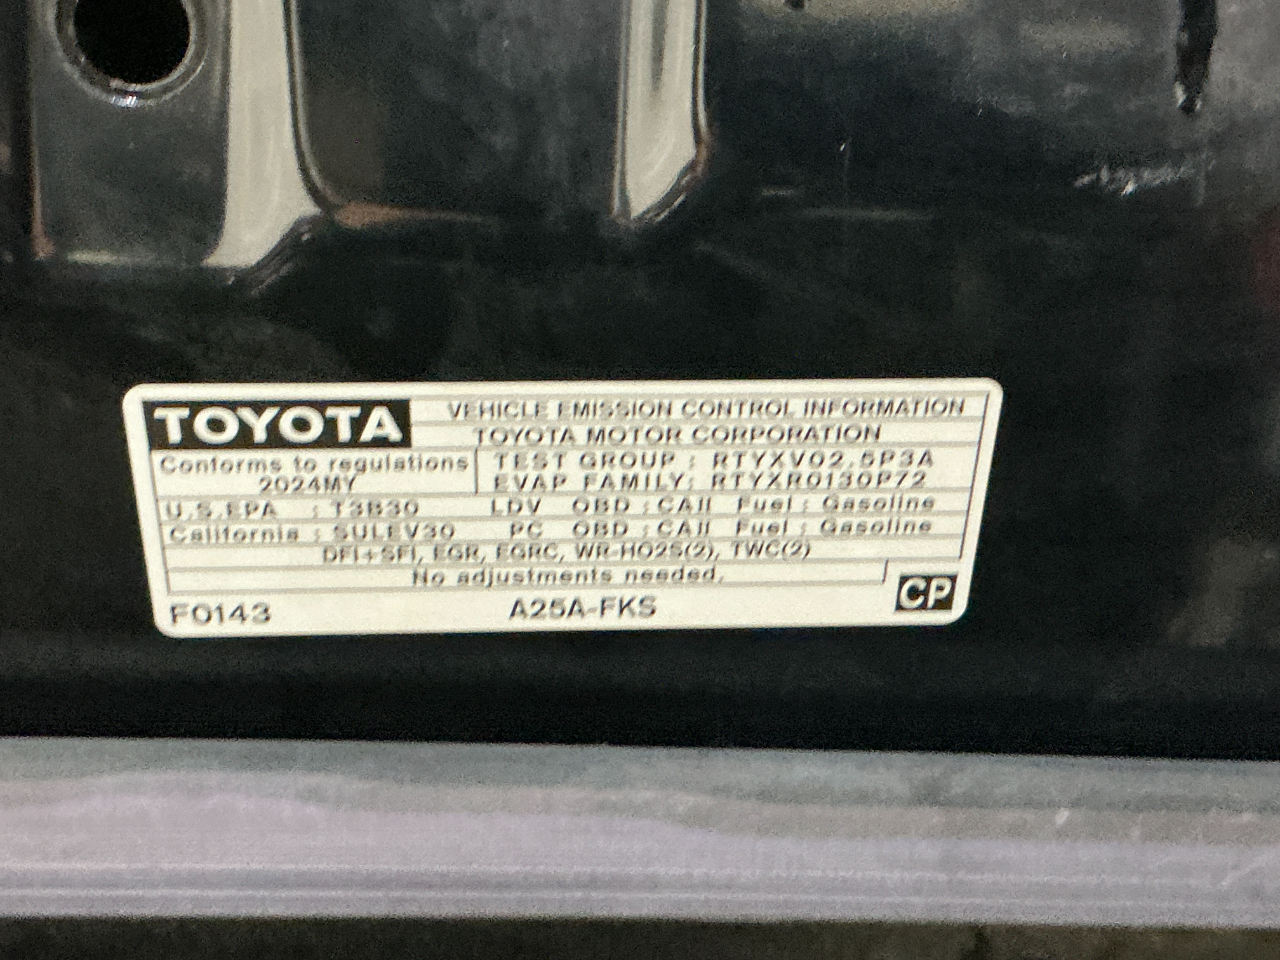 TOYOTA VEHICLE EMISSION CONTROL INFORMATION
TOYOTA MOTOR CORPORATION
Conforms to regulations TEST GROUP : RTYXV02.5P3A
2024MY EVAP FAMILY: RTYXR0130P72
U.S.EPA : T3B30 LDV OBD : CAII Fuel : Gasoline
California : SULEV30 PC OBD : CAII Fuel : Gasoline
DFI+SFI, EGR, EGRC, WR-HO2S(2), TWC(2)
No adjustments needed.
F0143 A25A-FKS CP